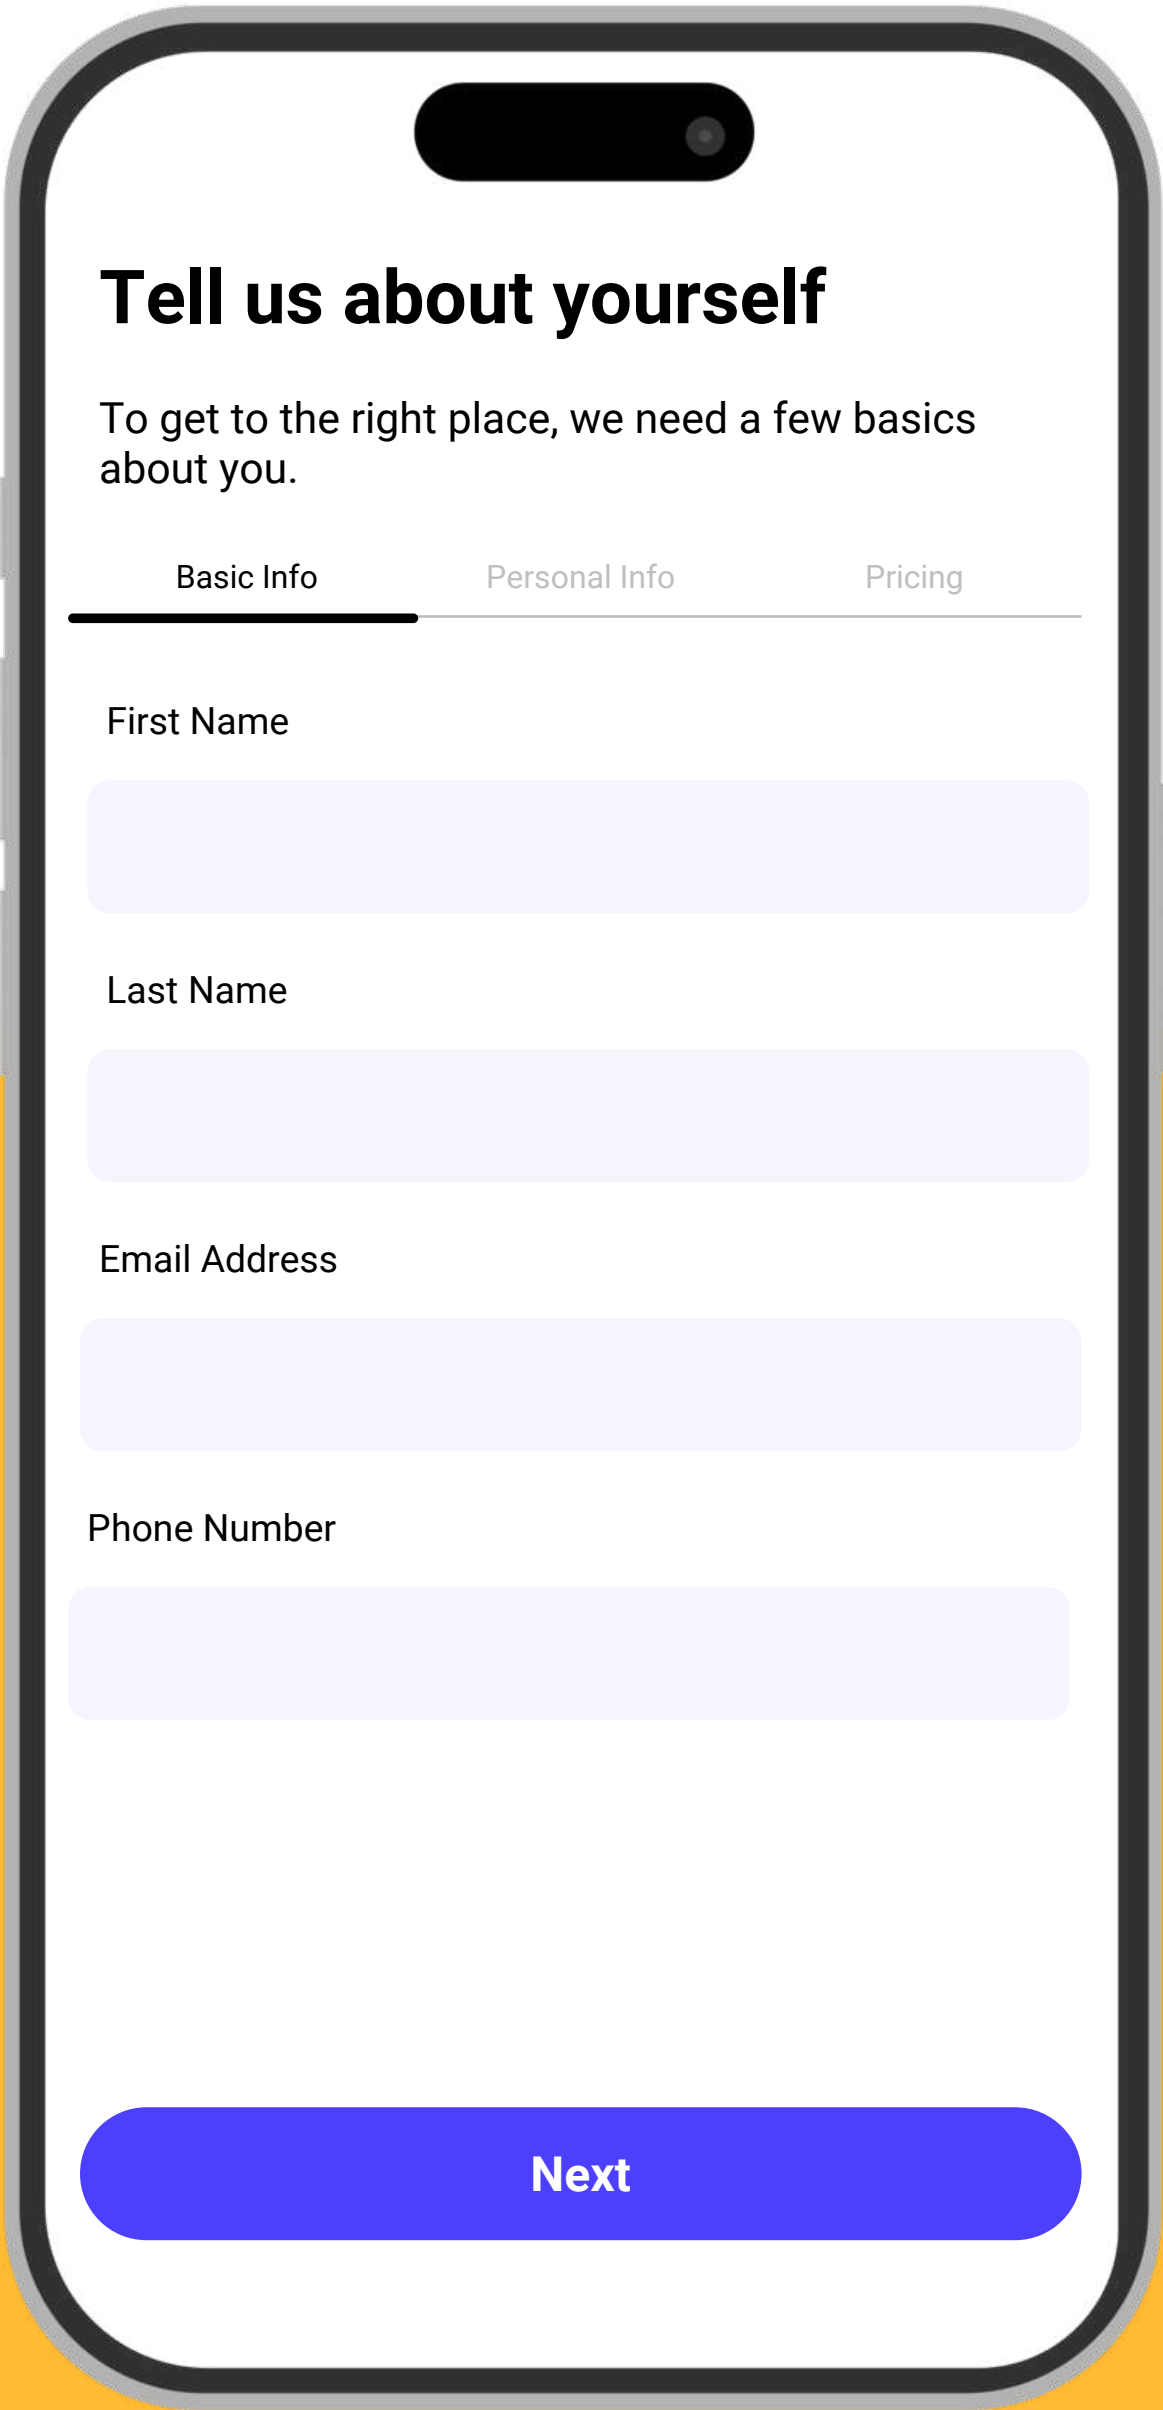 Tell us about yourself
To get to the right place, we need a few basics
about you.
Basic Info Personal Info Pricing
First Name
Last Name
Email Address
Phone Number
Next